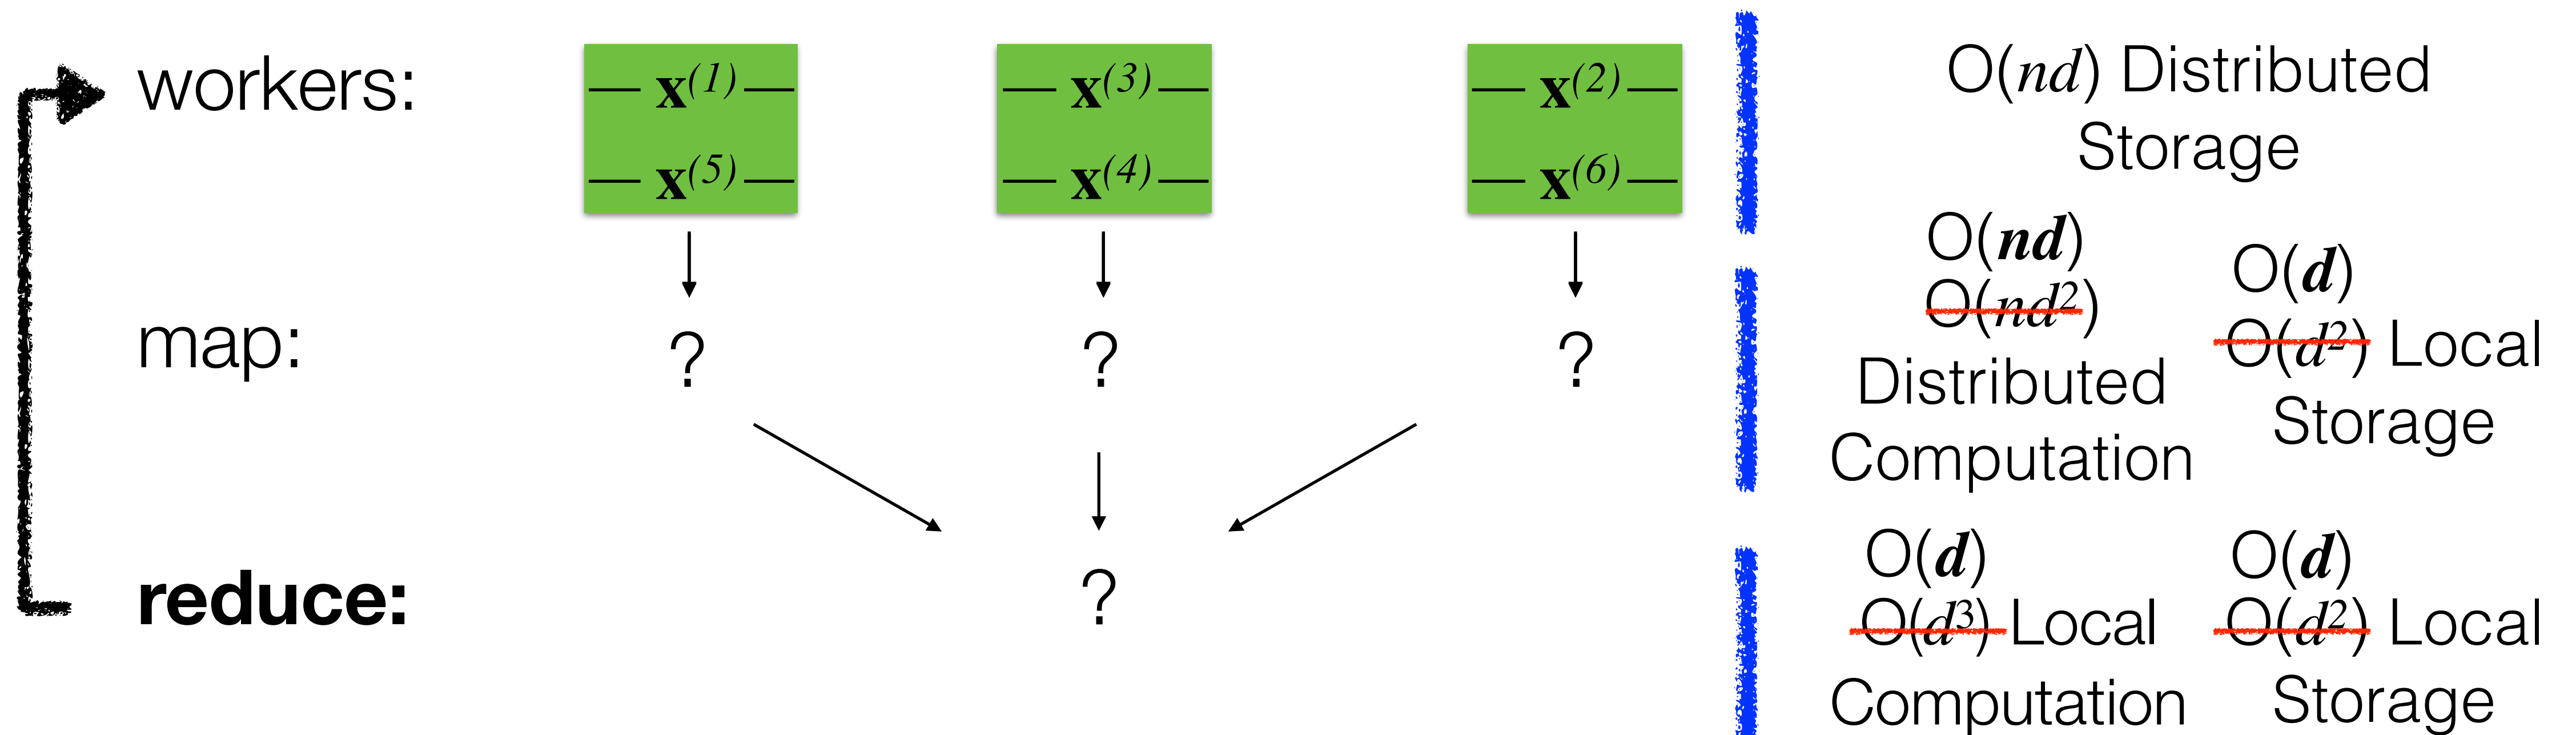 workers:
— x⁽¹⁾ —
— x⁽⁵⁾ —
— x⁽³⁾ —
— x⁽⁴⁾ —
— x⁽²⁾ —
— x⁽⁶⁾ —
O(nd) Distributed
Storage
map:
?
?
?
O(nd)
O(nd²)
Distributed
Computation
O(d)
O(d²) Local
Storage
reduce:
?
O(d)
O(d³) Local
Computation
O(d)
O(d²) Local
Storage